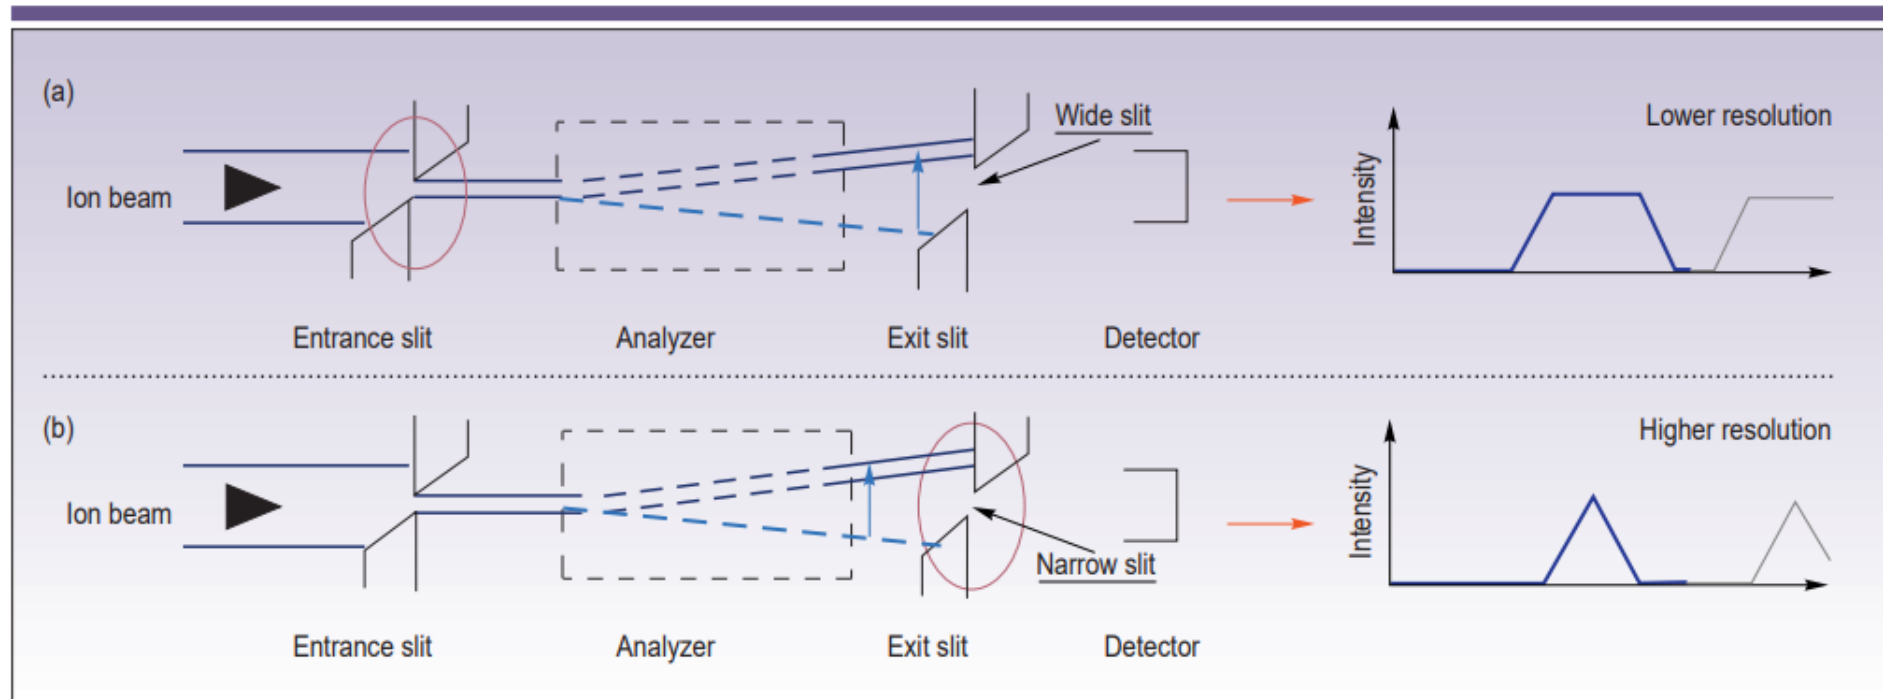 (a)
Wide slit
Lower resolution
Ion beam
Intensity
Entrance slit
Analyzer
Exit slit
Detector
(b)
Higher resolution
Ion beam
Narrow slit
Intensity
Entrance slit
Analyzer
Exit slit
Detector